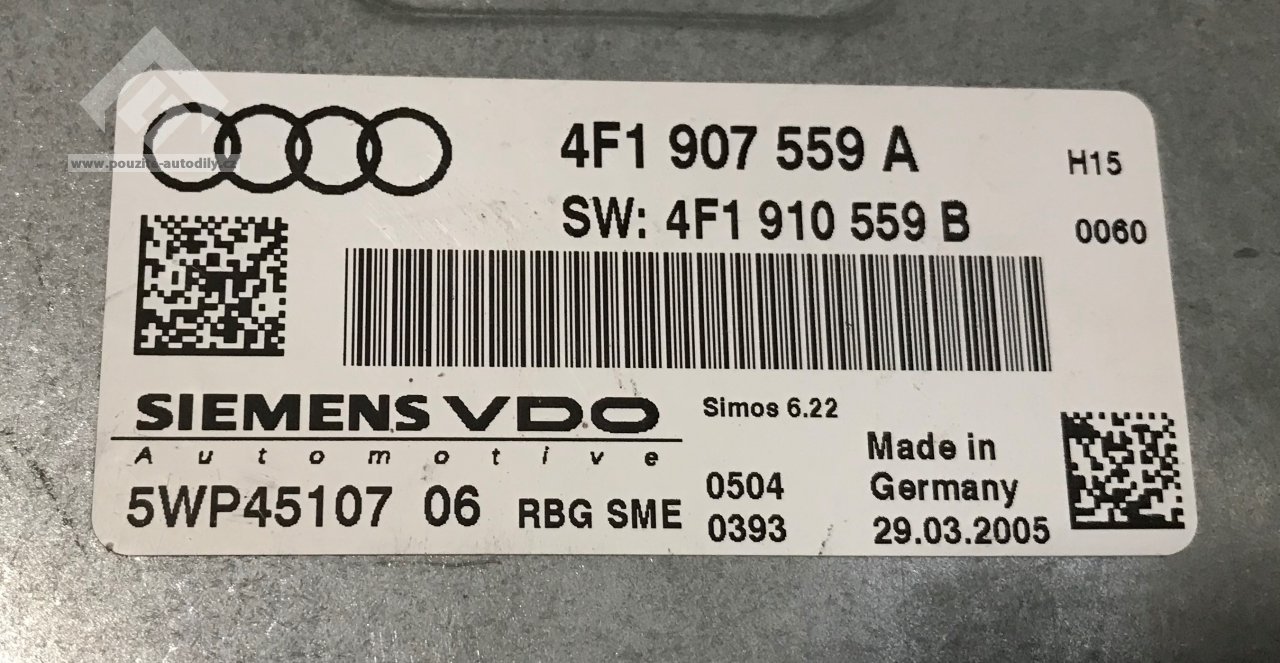 4F1 907 559 A
H15
www.pouzite-autodily.cz
SW: 4F1 910 559 B
0060
SIEMENS VDO
Automotive
Simos 6.22
5WP45107 06
RBG SME
0504
0393
Made in
Germany
29.03.2005